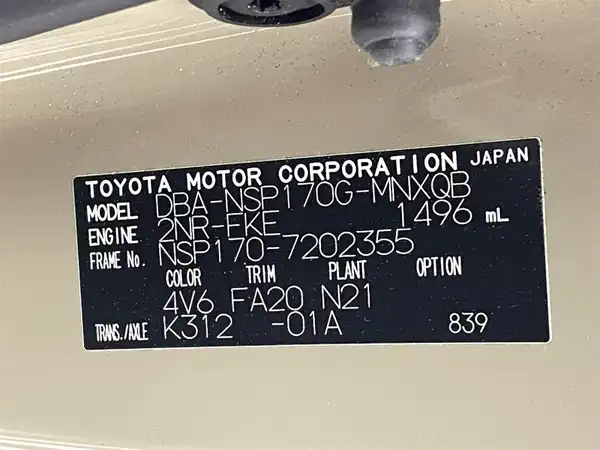 TOYOTA MOTOR CORPORATION JAPAN
MODEL DBA-NSP170G-MNXQB
ENGINE 2NR-FKE 1496 mL
FRAME No. NSP170-7202355
COLOR TRIM PLANT OPTION
4V6 FA20 N21
TRANS./AXLE K312 -01A 839